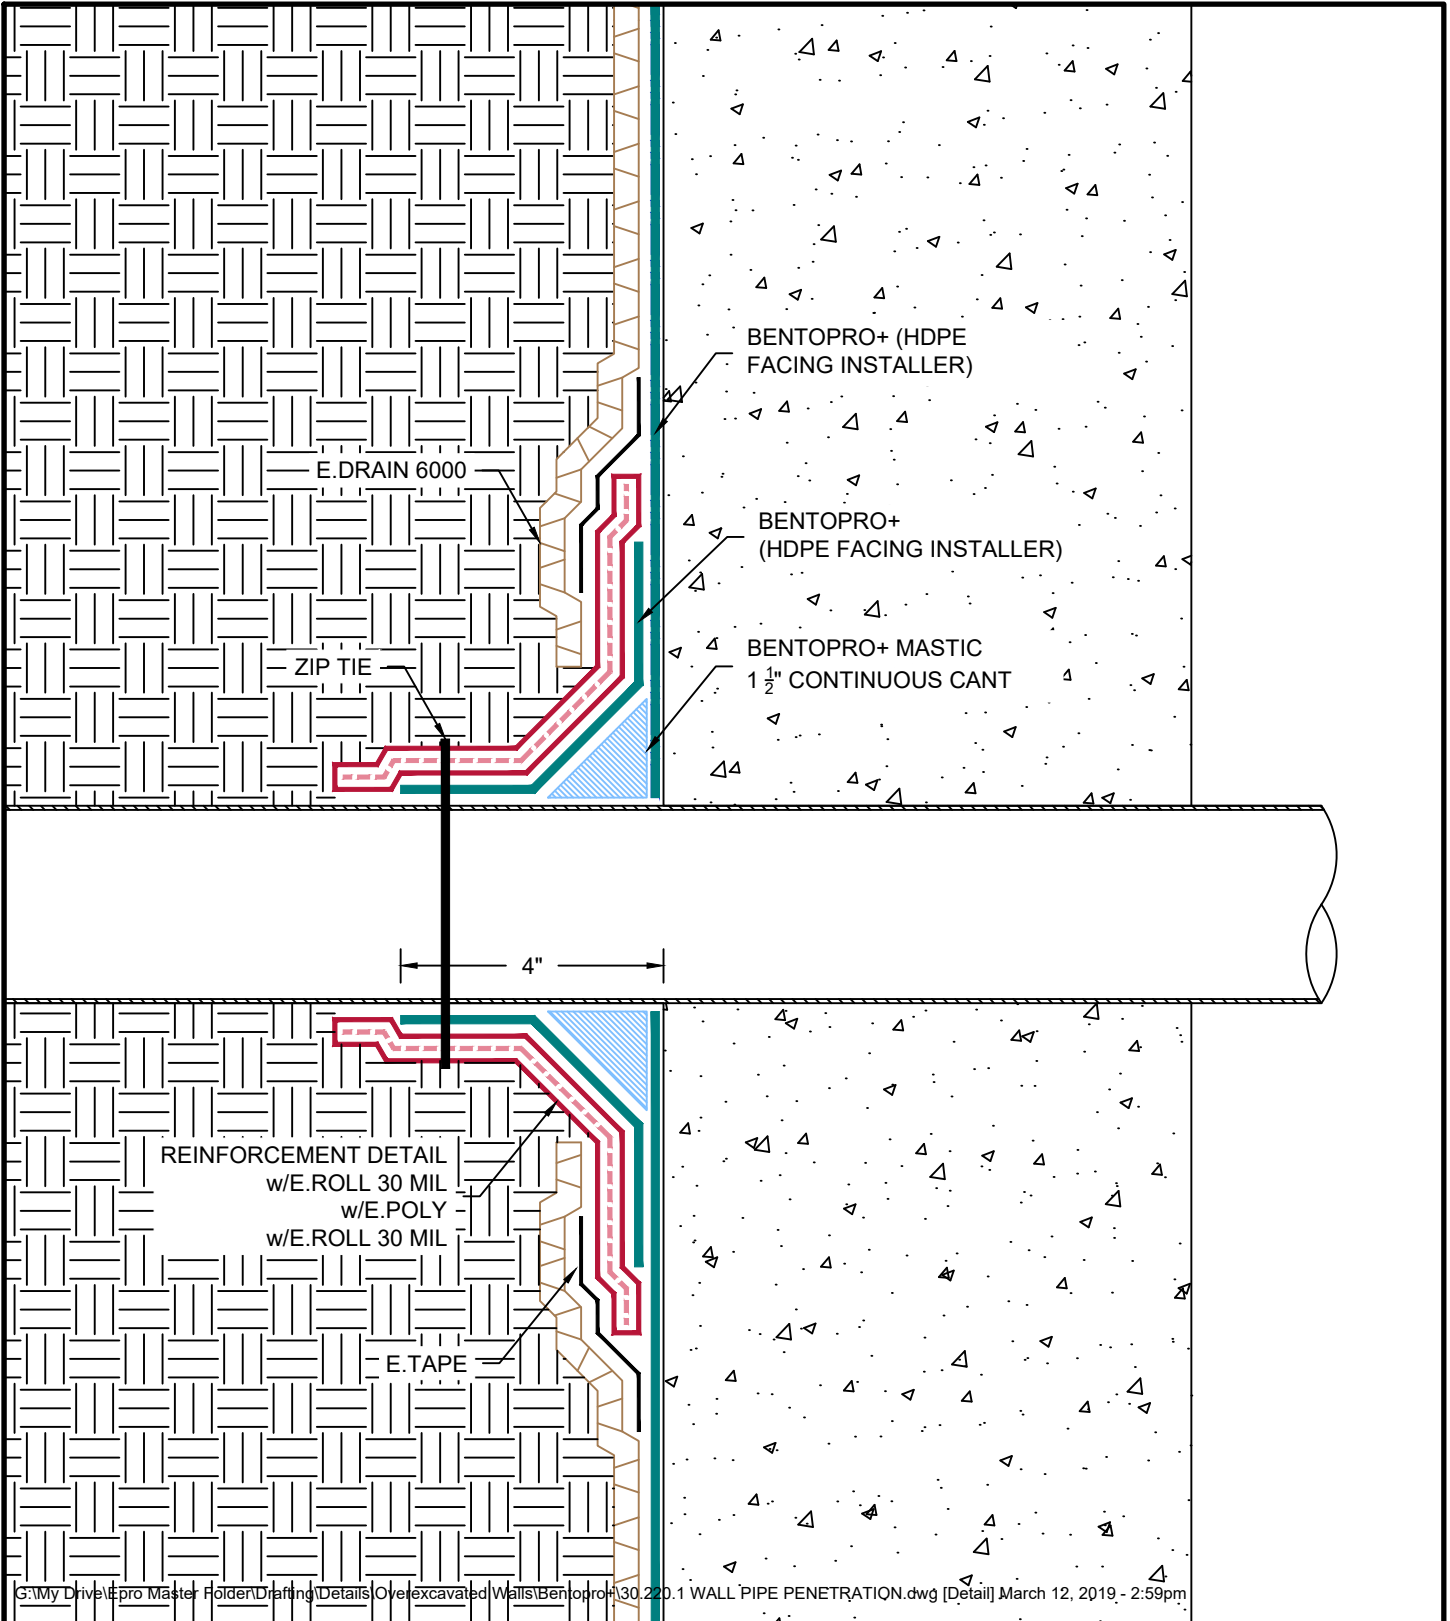 BENTOPRO+ (HDPE
FACING INSTALLER)
E.DRAIN 6000
BENTOPRO+
(HDPE FACING INSTALLER)
BENTOPRO+ MASTIC
1 1/2" CONTINUOUS CANT
ZIP TIE
4"
REINFORCEMENT DETAIL
w/E.ROLL 30 MIL
w/E.POLY
w/E.ROLL 30 MIL
E.TAPE
G:\My Drive\Epro Master Folder\Drafting\Details\Overexcavated Walls\Bentopro+\30.220.1 WALL PIPE PENETRATION.dwg [Detail] March 12, 2019 - 2:59pm